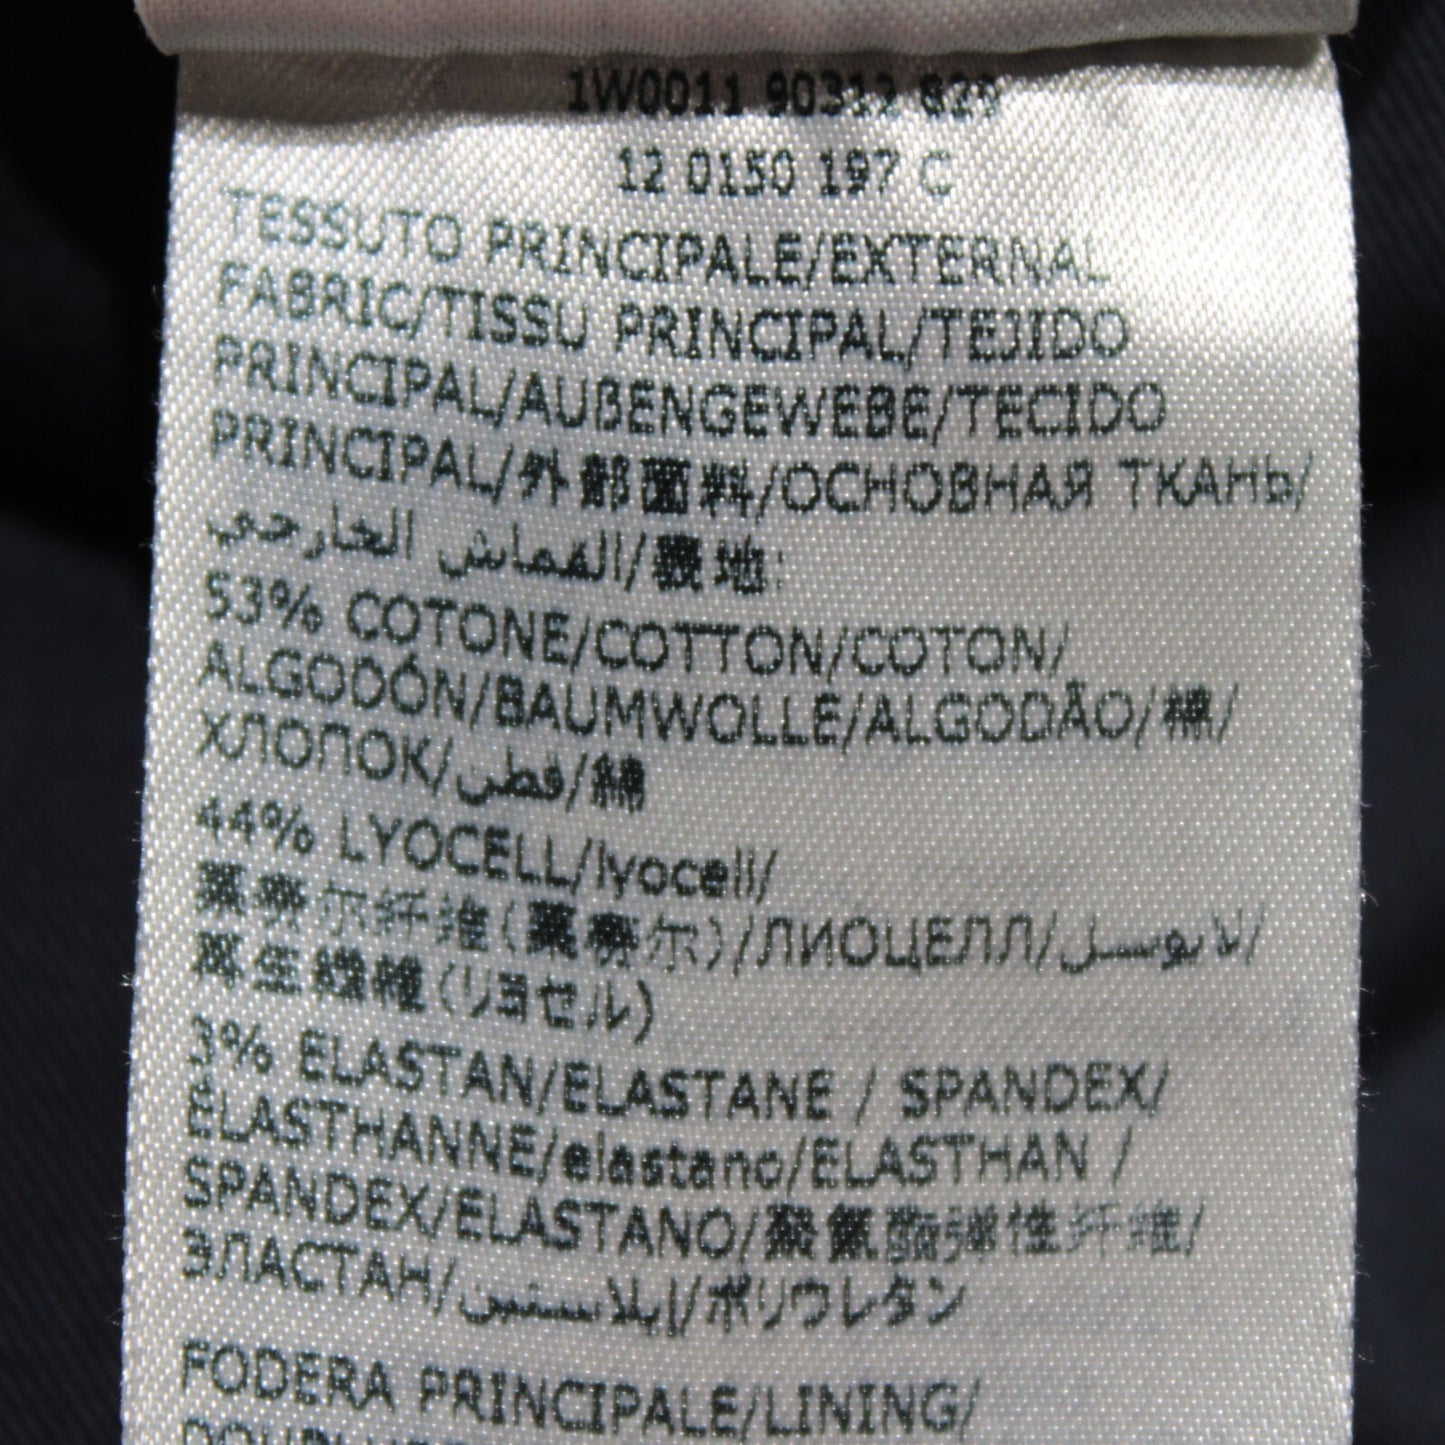 1W0011 90312 829
12 0150 197 C
TESSUTO PRINCIPALE/EXTERNAL
FABRIC/TISSU PRINCIPAL/TEJIDO
PRINCIPAL/AUßENGEWEBE/TECIDO
PRINCIPAL/外部面料/ОСНОВНАЯ ТКАНЬ/
القماش الخارجي/表地:
53% COTONE/COTTON/COTON/
ALGODÓN/BAUMWOLLE/ALGODÃO/棉/
ХЛОПОК/قطن/綿
44% LYOCELL/lyocell/
莱赛尔纤维(莱赛尔)/ЛИОЦЕЛЛ/لايوسل/
再生繊維(リヨセル)
3% ELASTAN/ELASTANE / SPANDEX/
ÉLASTHANNE/elastano/ELASTHAN /
SPANDEX/ELASTANO/聚氨酯弹性纤维/
ЭЛАСТАН/إيلاستين/ポリウレタン
FODERA PRINCIPALE/LINING/